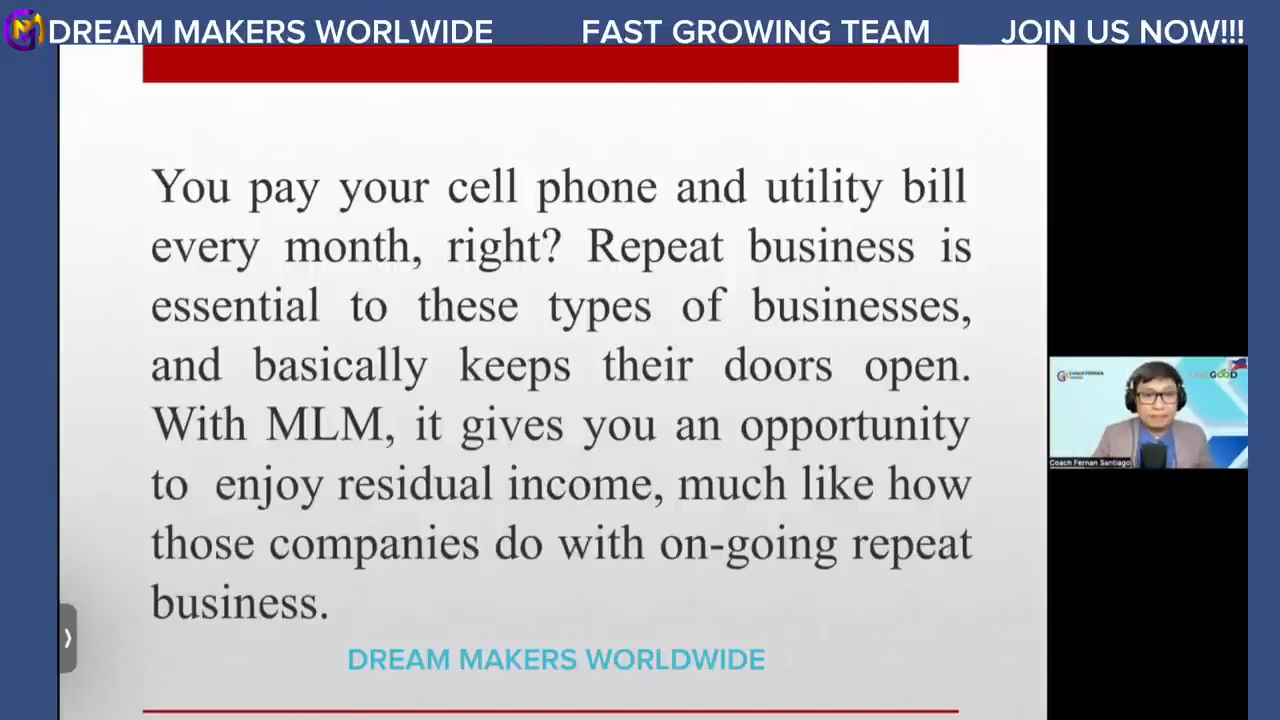 DREAM MAKERS WORLWIDE FAST GROWING TEAM JOIN US NOW!!!
You pay your cell phone and utility bill
every month, right? Repeat business is
essential to these types of businesses,
and basically keeps their doors open.
With MLM, it gives you an opportunity
to enjoy residual income, much like how
those companies do with on-going repeat
business.
DREAM MAKERS WORLDWIDE
Coach Fernan Santiago